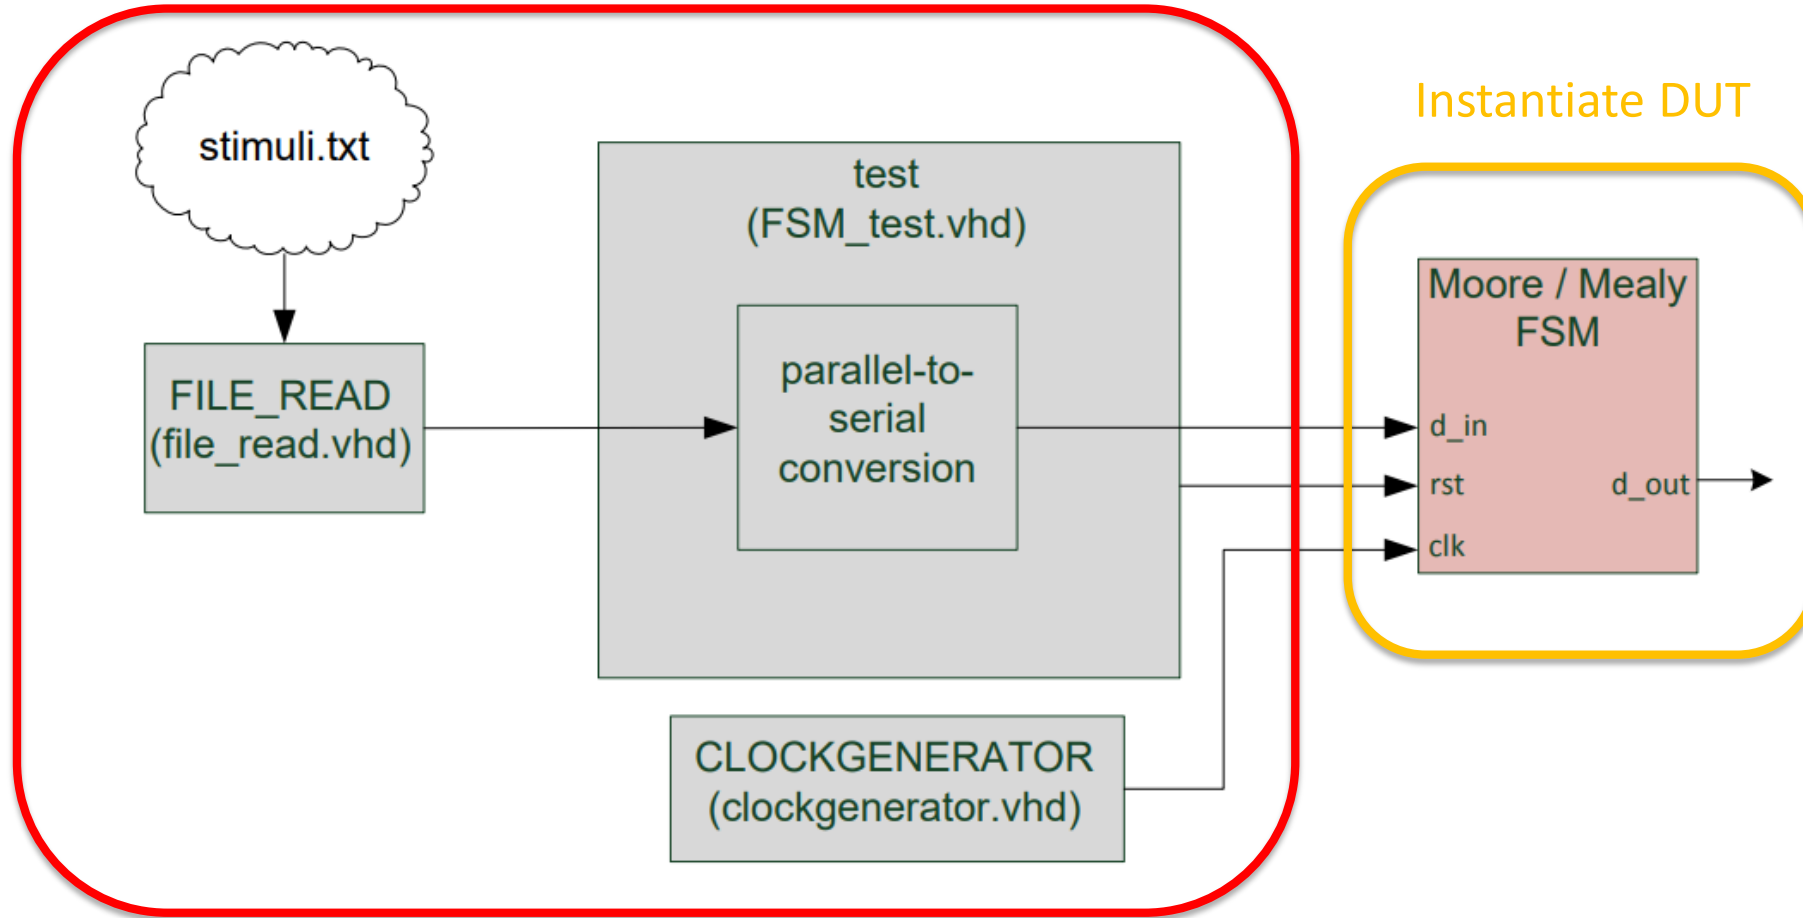 Instantiate DUT
stimuli.txt
test
(FSM_test.vhd)
Moore / Mealy
FSM
FILE_READ
(file_read.vhd)
parallel-to-
serial
conversion
d_in
rst
d_out
clk
CLOCKGENERATOR
(clockgenerator.vhd)